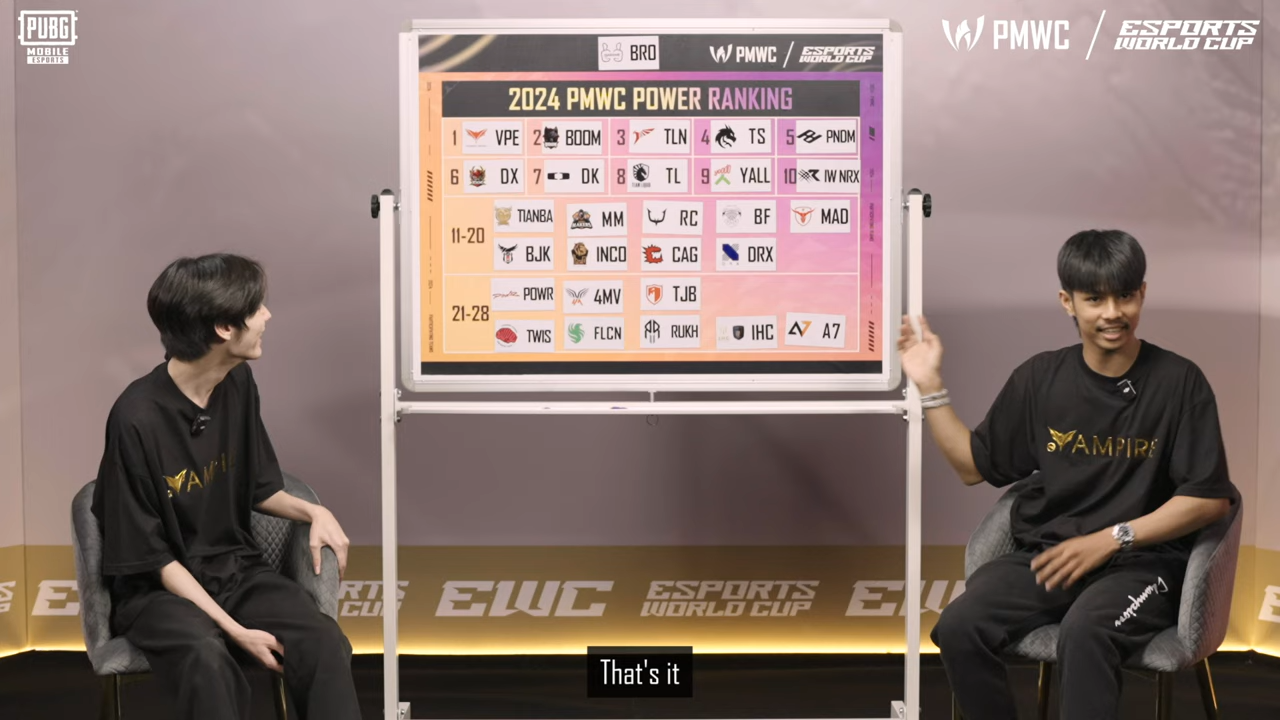 PUBG
MOBILE
ESPORTS
PMWC / ESPORTS WORLD CUP
BRO
PMWC / ESPORTS WORLD CUP
2024 PMWC POWER RANKING
1 VPE 2 BOOM 3 TLN 4 TS 5 PNDM
6 DX 7 DK 8 TL 9 YALL 10 IW NRX
11-20
TIANBA MM RC BF MAD
BJK INCO CAG DRX
21-28
POWR 4MV TJB
TWIS FLCN RUKH IHC A7
VAMPIRE
EWC ESPORTS WORLD CUP
That's it